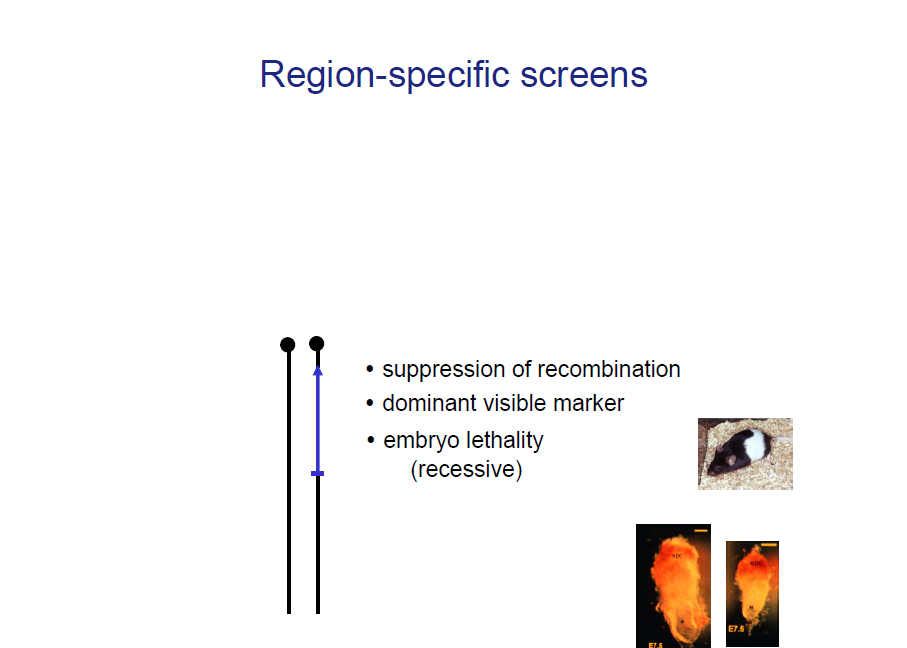 Region-specific screens
• suppression of recombination
• dominant visible marker
• embryo lethality
(recessive)
epc
e
E7.5
epc
e
E7.5